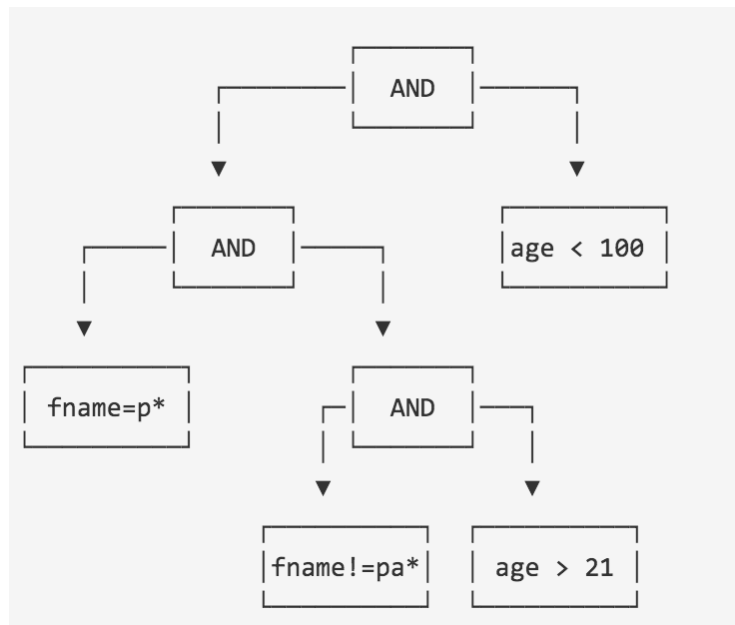 AND
AND
age < 100
fname=p*
AND
fname!=pa*
age > 21